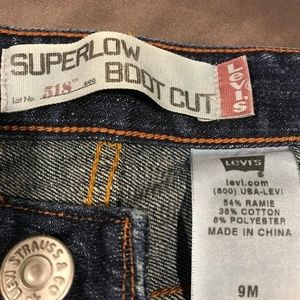 SUPERLOW
BOOT CUT
Lot No. 518™
Levi's
LEVI'S
levi.com
(800) USA-LEVI
54% RAMIE
38% COTTON
8% POLYESTER
MADE IN CHINA
9M
LEVI STRAUSS & CO